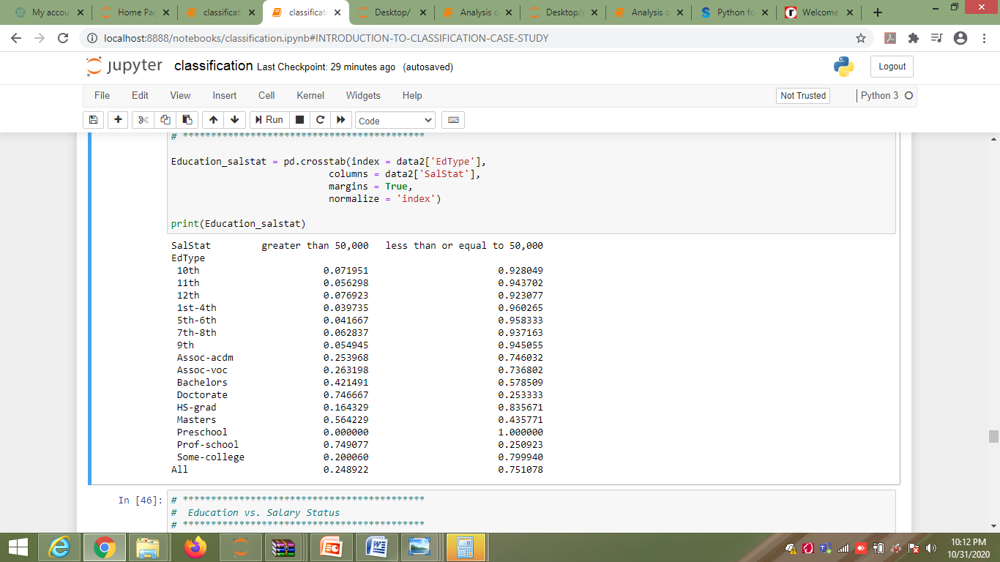 My accou
Home Pag
classificati
classificat
Desktop/
Analysis o
Desktop/
Analysis o
Python fo
Welcome
localhost:8888/notebooks/classification.ipynb#INTRODUCTION-TO-CLASSIFICATION-CASE-STUDY
jupyter classification Last Checkpoint: 29 minutes ago (autosaved)
Logout
File Edit View Insert Cell Kernel Widgets Help
Not Trusted Python 3
Run Code
# *******************************************
Education_salstat = pd.crosstab(index = data2['EdType'],
columns = data2['SalStat'],
margins = True,
normalize = 'index')
print(Education_salstat)
SalStat greater than 50,000 less than or equal to 50,000
EdType
10th 0.071951 0.928049
11th 0.056298 0.943702
12th 0.076923 0.923077
1st-4th 0.039735 0.960265
5th-6th 0.041667 0.958333
7th-8th 0.062837 0.937163
9th 0.054945 0.945055
Assoc-acdm 0.253968 0.746032
Assoc-voc 0.263198 0.736802
Bachelors 0.421491 0.578509
Doctorate 0.746667 0.253333
HS-grad 0.164329 0.835671
Masters 0.564229 0.435771
Preschool 0.000000 1.000000
Prof-school 0.749077 0.250923
Some-college 0.200060 0.799940
All 0.248922 0.751078
In [46]: # *******************************************
# Education vs. Salary Status
# *******************************************
10:12 PM
10/31/2020